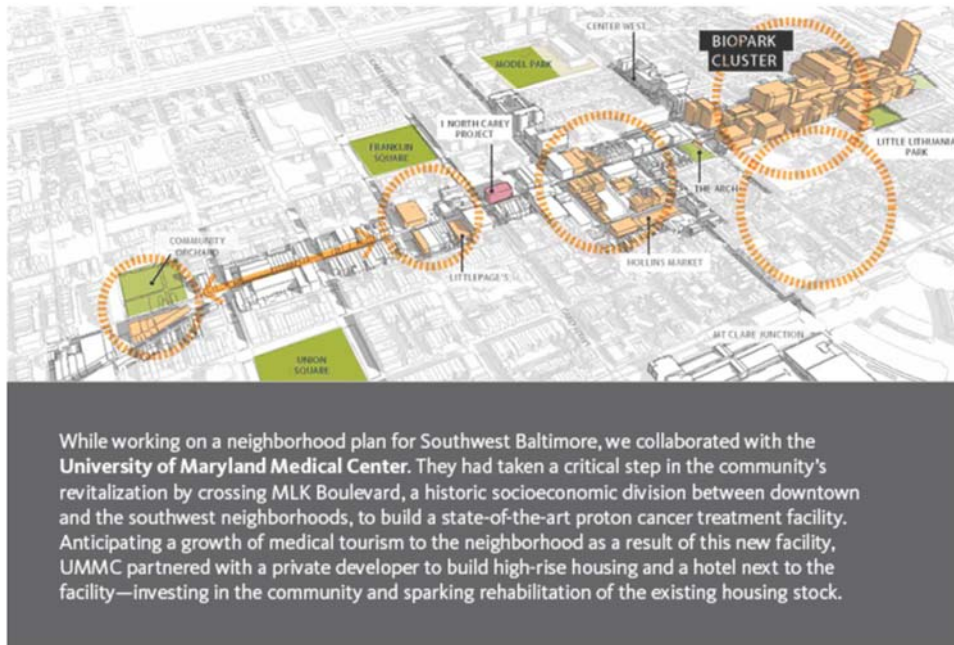 CENTER WEST
BIOPARK
CLUSTER
MODEL PARK
1 NORTH CAREY
PROJECT
FRANKLIN
SQUARE
LITTLE LITHUANIA
PARK
THE ARCH
COMMUNITY
ORCHARD
LITTLEPAGE'S
HOLLINS MARKET
MT CLARE JUNCTION
UNION
SQUARE
While working on a neighborhood plan for Southwest Baltimore, we collaborated with the
University of Maryland Medical Center. They had taken a critical step in the community's
revitalization by crossing MLK Boulevard, a historic socioeconomic division between downtown
and the southwest neighborhoods, to build a state-of-the-art proton cancer treatment facility.
Anticipating a growth of medical tourism to the neighborhood as a result of this new facility,
UMMC partnered with a private developer to build high-rise housing and a hotel next to the
facility—investing in the community and sparking rehabilitation of the existing housing stock.